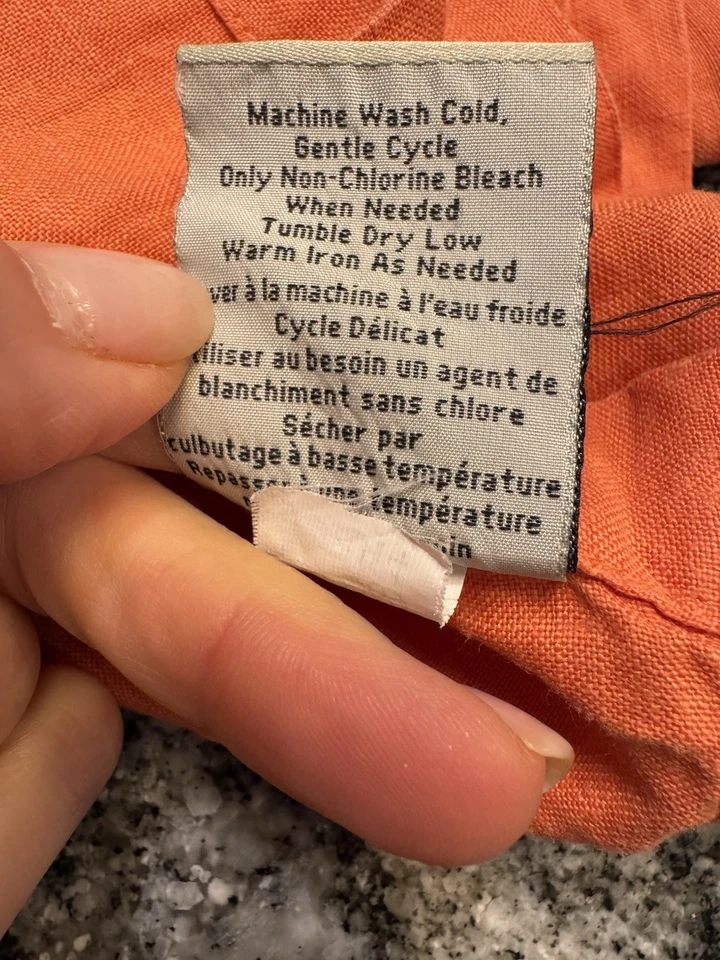 Machine Wash Cold,
Gentle Cycle
Only Non-Chlorine Bleach
When Needed
Tumble Dry Low
Warm Iron As Needed
à la machine à l'eau froide
Cycle Délicat
au besoin un agent de
blanchiment sans chlore
Sécher par
culbutage à basse température
Repasser à une température